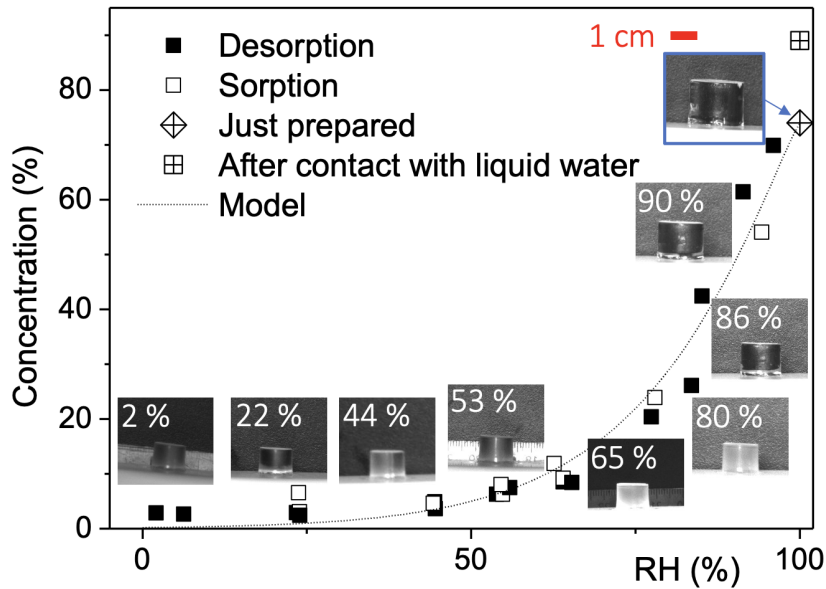 Concentration (%)
80
60
40
20
0
Desorption
Sorption
Just prepared
After contact with liquid water
Model
1 cm
90 %
86 %
2 %
22 %
44 %
53 %
65 %
80 %
0
50
100
RH (%)